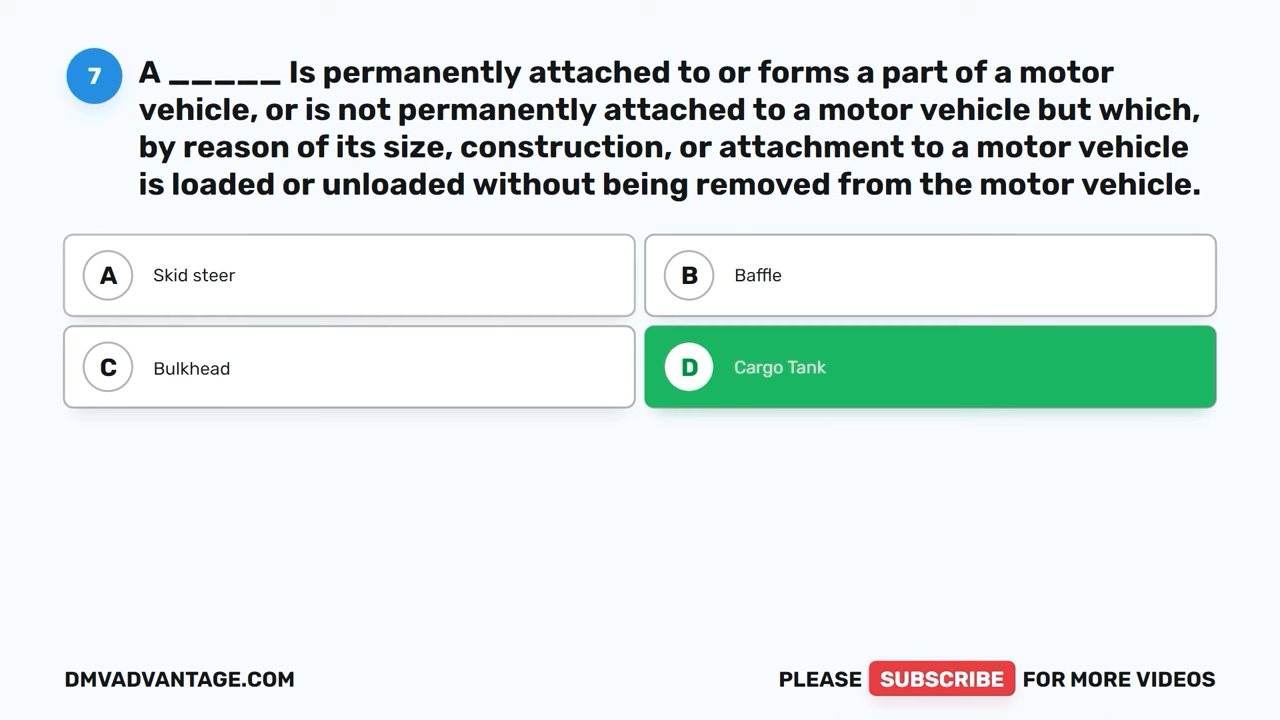 7
A _____ Is permanently attached to or forms a part of a motor
vehicle, or is not permanently attached to a motor vehicle but which,
by reason of its size, construction, or attachment to a motor vehicle
is loaded or unloaded without being removed from the motor vehicle.
A Skid steer
B Baffle
C Bulkhead
D Cargo Tank
DMVADVANTAGE.COM
PLEASE SUBSCRIBE FOR MORE VIDEOS